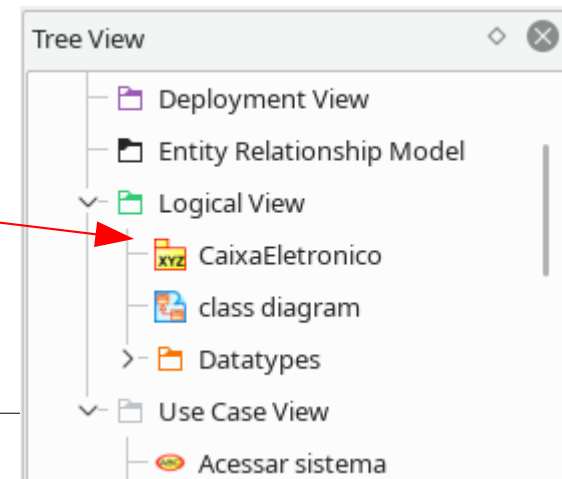 Tree View
Deployment View
Entity Relationship Model
Logical View
XYZ CaixaEletronico
class diagram
Datatypes
Use Case View
ABC Acessar sistema